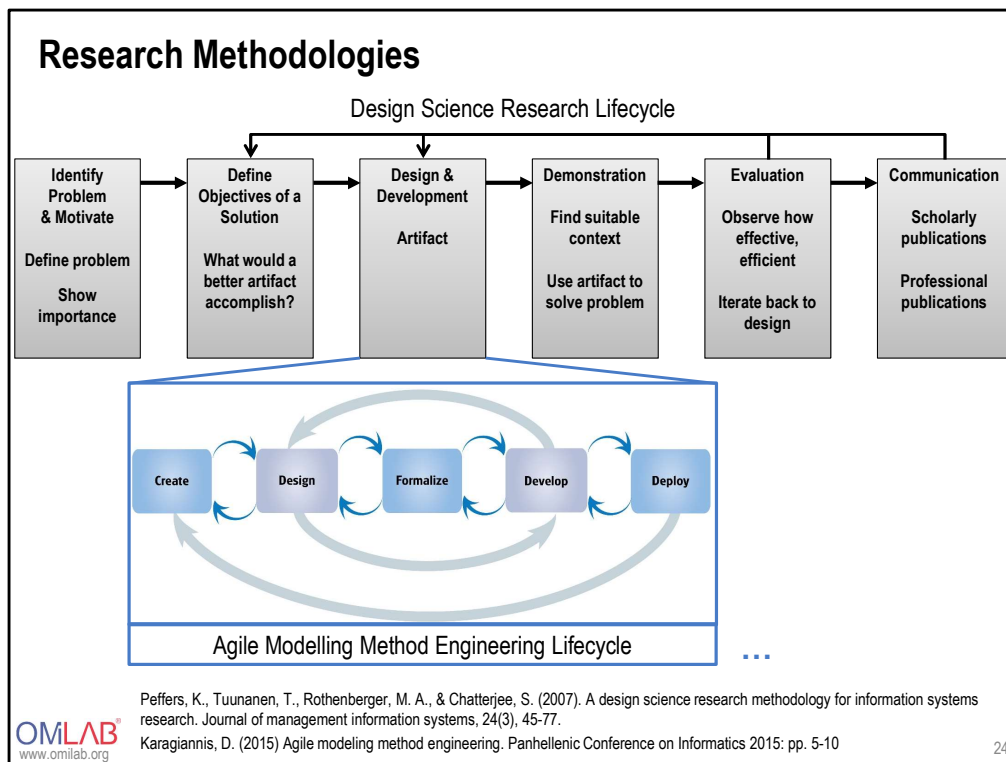 Research Methodologies
Design Science Research Lifecycle
Identify
Problem
& Motivate
Define problem
Show
importance
Define
Objectives of a
Solution
What would a
better artifact
accomplish?
Design &
Development
Artifact
Demonstration
Find suitable
context
Use artifact to
solve problem
Evaluation
Observe how
effective,
efficient
Iterate back to
design
Communication
Scholarly
publications
Professional
publications
Create
Design
Formalize
Develop
Deploy
Agile Modelling Method Engineering Lifecycle
...
Peffers, K., Tuunanen, T., Rothenberger, M. A., & Chatterjee, S. (2007). A design science research methodology for information systems
research. Journal of management information systems, 24(3), 45-77.
Karagiannis, D. (2015) Agile modeling method engineering. Panhellenic Conference on Informatics 2015: pp. 5-10
OMiLAB®
www.omilab.org
24